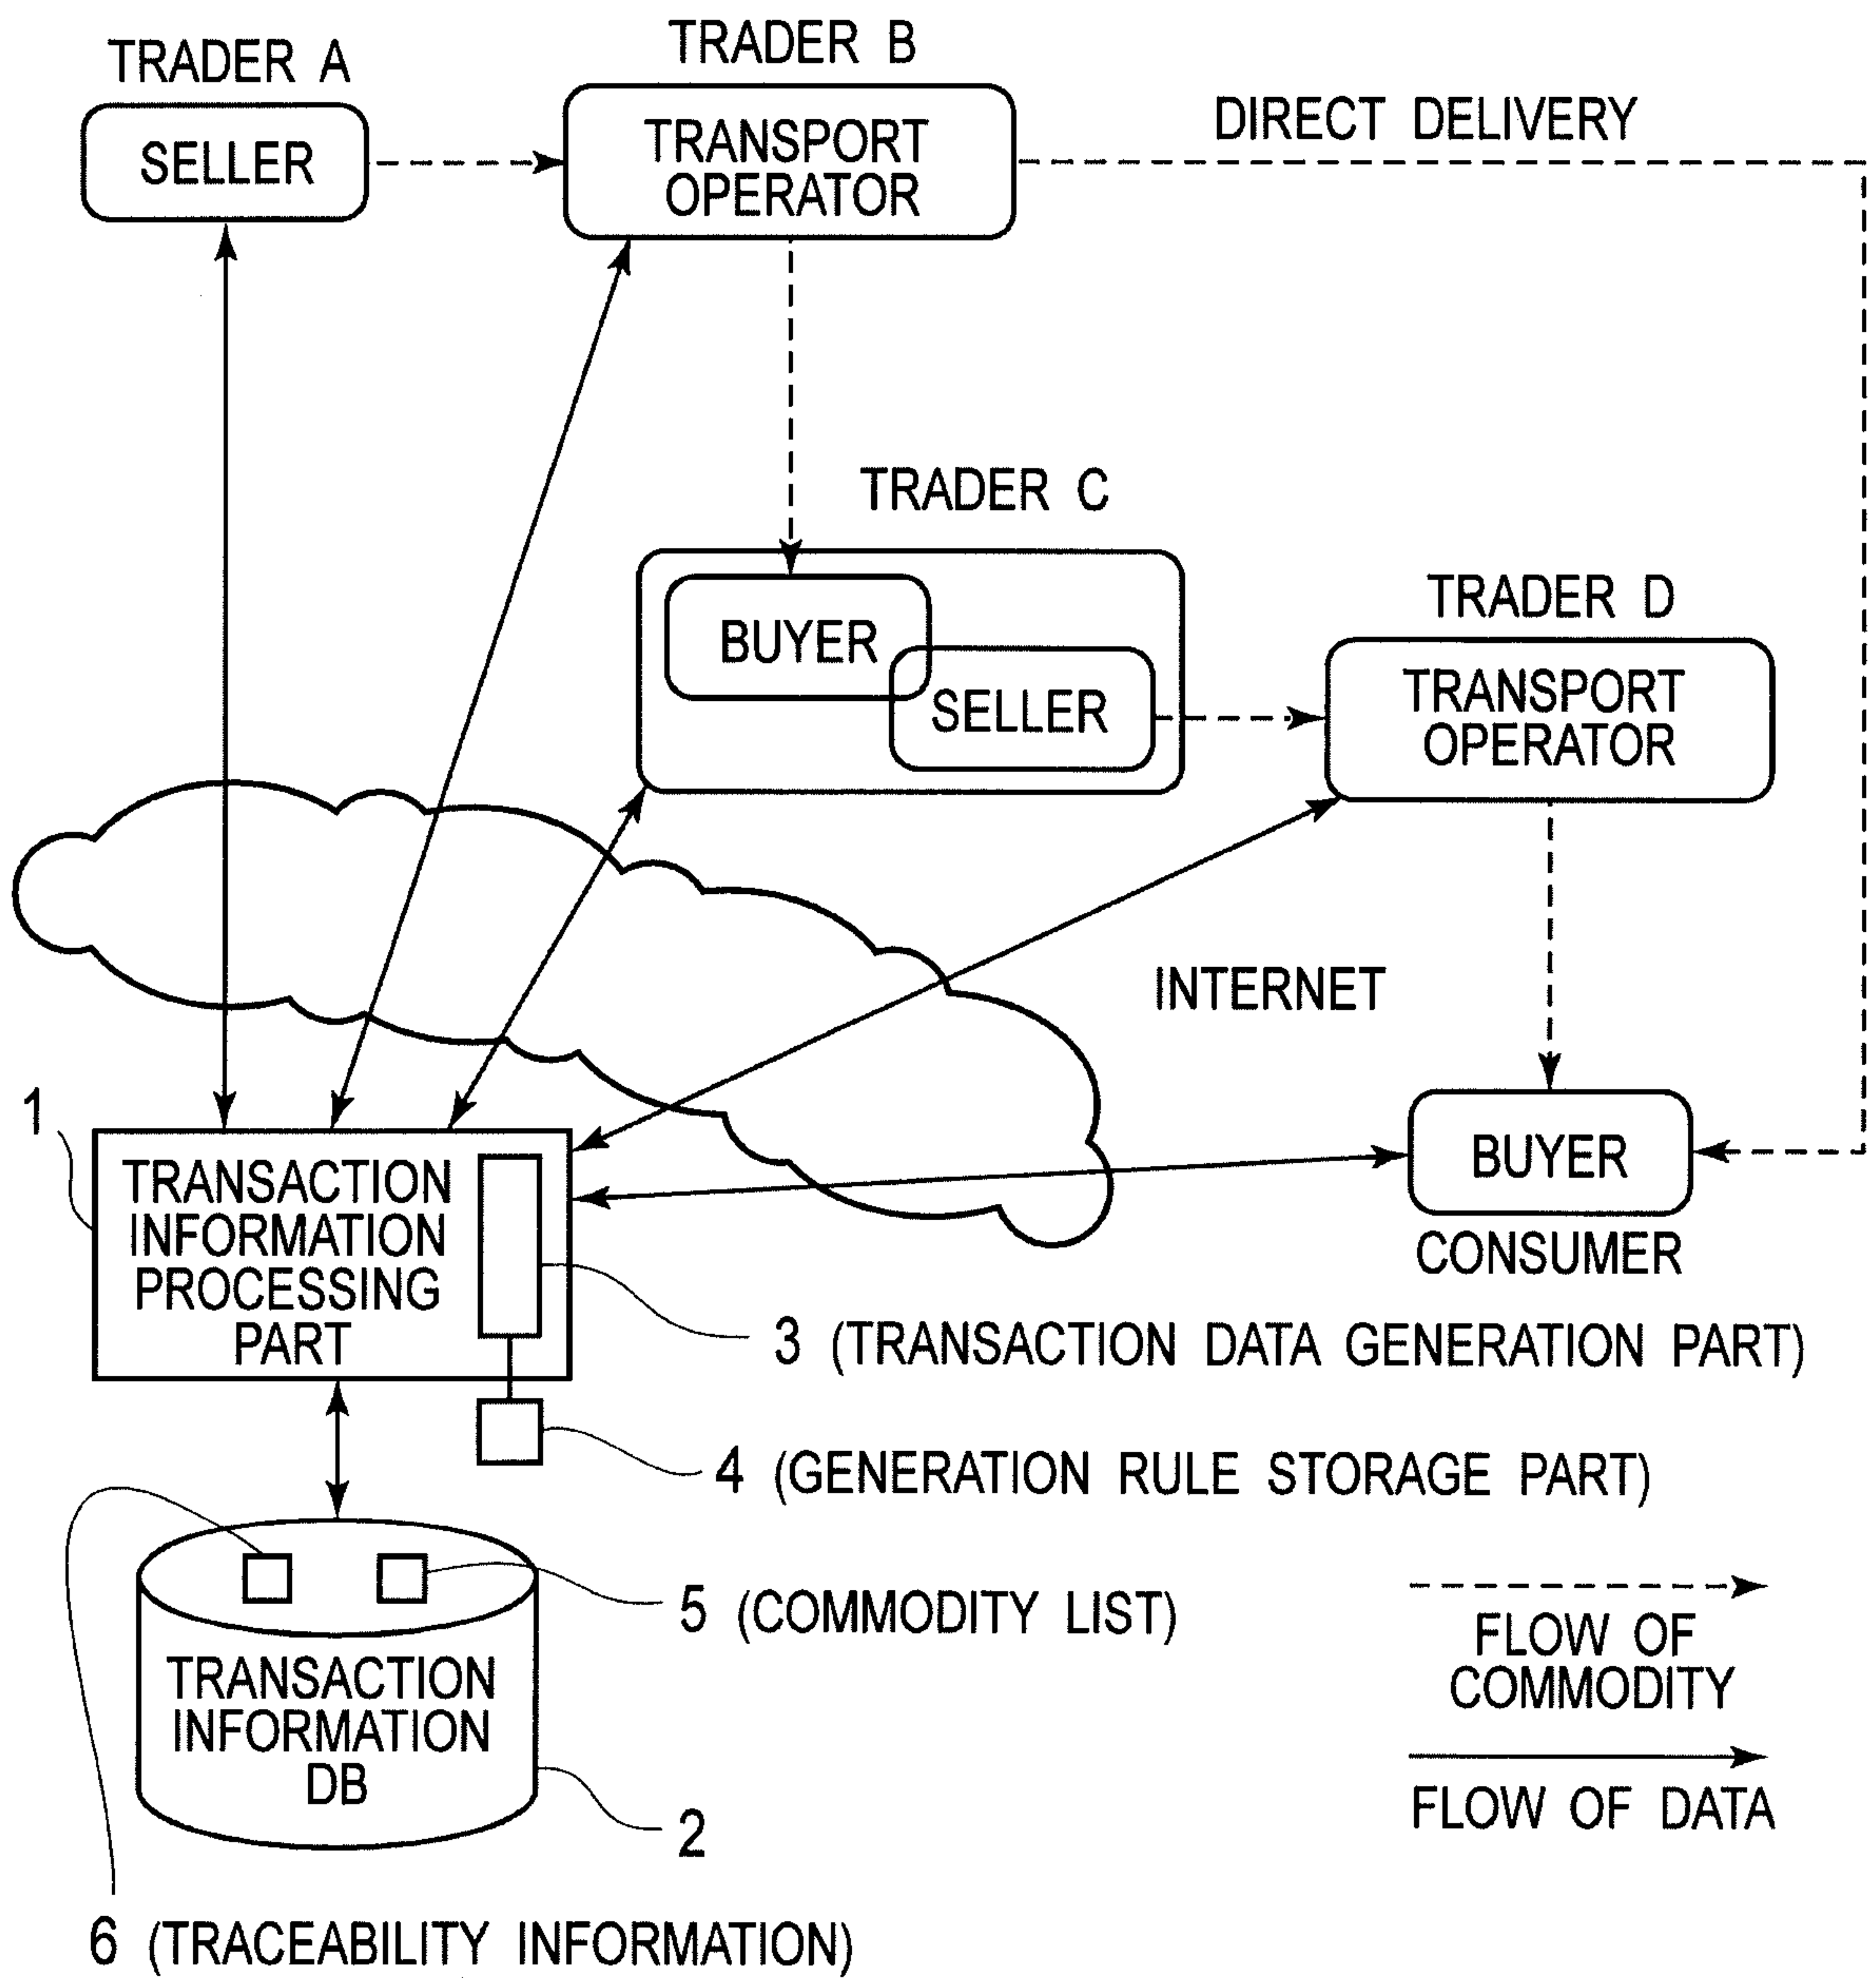 TRADER A
TRADER B
SELLER
TRANSPORT
OPERATOR
DIRECT DELIVERY
TRADER C
BUYER
SELLER
TRADER D
TRANSPORT
OPERATOR
INTERNET
1
TRANSACTION
INFORMATION
PROCESSING
PART
BUYER
CONSUMER
3 (TRANSACTION DATA GENERATION PART)
4 (GENERATION RULE STORAGE PART)
5 (COMMODITY LIST)
TRANSACTION
INFORMATION
DB
2
6 (TRACEABILITY INFORMATION)
FLOW OF
COMMODITY
FLOW OF DATA